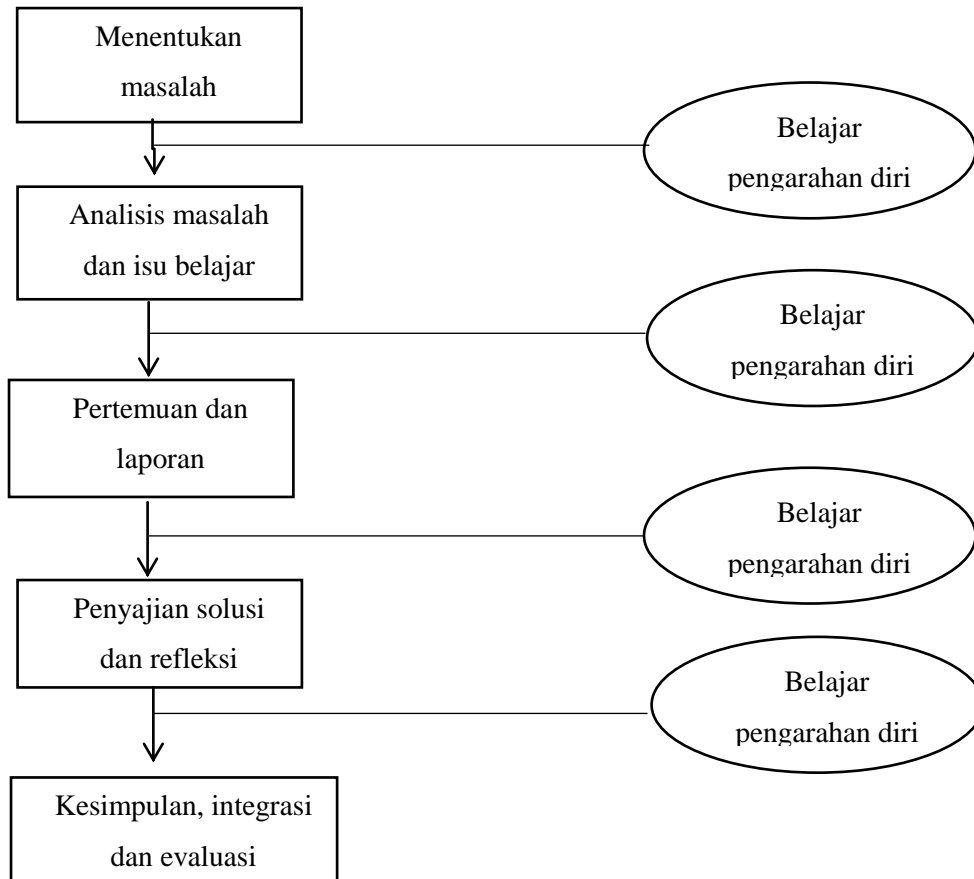 Menentukan
masalah
Belajar
pengarahan diri
Analisis masalah
dan isu belajar
Belajar
pengarahan diri
Pertemuan dan
laporan
Belajar
pengarahan diri
Penyajian solusi
dan refleksi
Belajar
pengarahan diri
Kesimpulan, integrasi
dan evaluasi